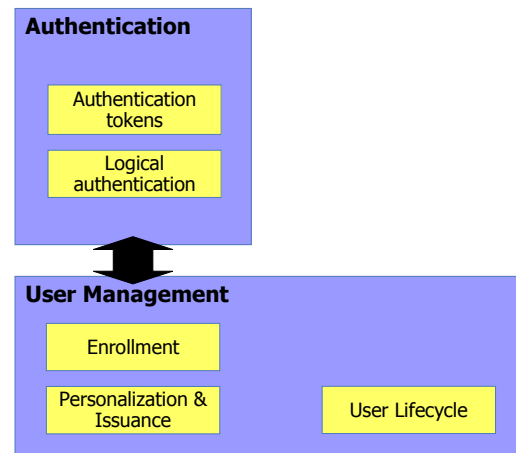 Authentication
Authentication
tokens
Logical
authentication
User Management
Enrollment
Personalization &
Issuance
User Lifecycle